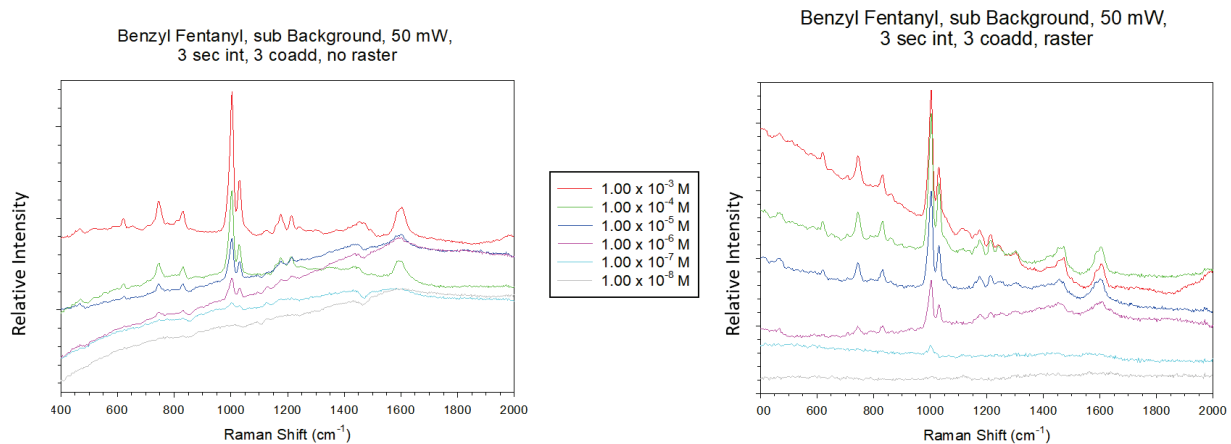 Benzyl Fentanyl, sub Background, 50 mW,
3 sec int, 3 coadd, no raster
Relative Intensity
400 600 800 1000 1200 1400 1600 1800 2000
Raman Shift (cm⁻¹)
1.00 x 10⁻³ M
1.00 x 10⁻⁴ M
1.00 x 10⁻⁵ M
1.00 x 10⁻⁶ M
1.00 x 10⁻⁷ M
1.00 x 10⁻⁸ M
Benzyl Fentanyl, sub Background, 50 mW,
3 sec int, 3 coadd, raster
Relative Intensity
00 600 800 1000 1200 1400 1600 1800 2000
Raman Shift (cm⁻¹)